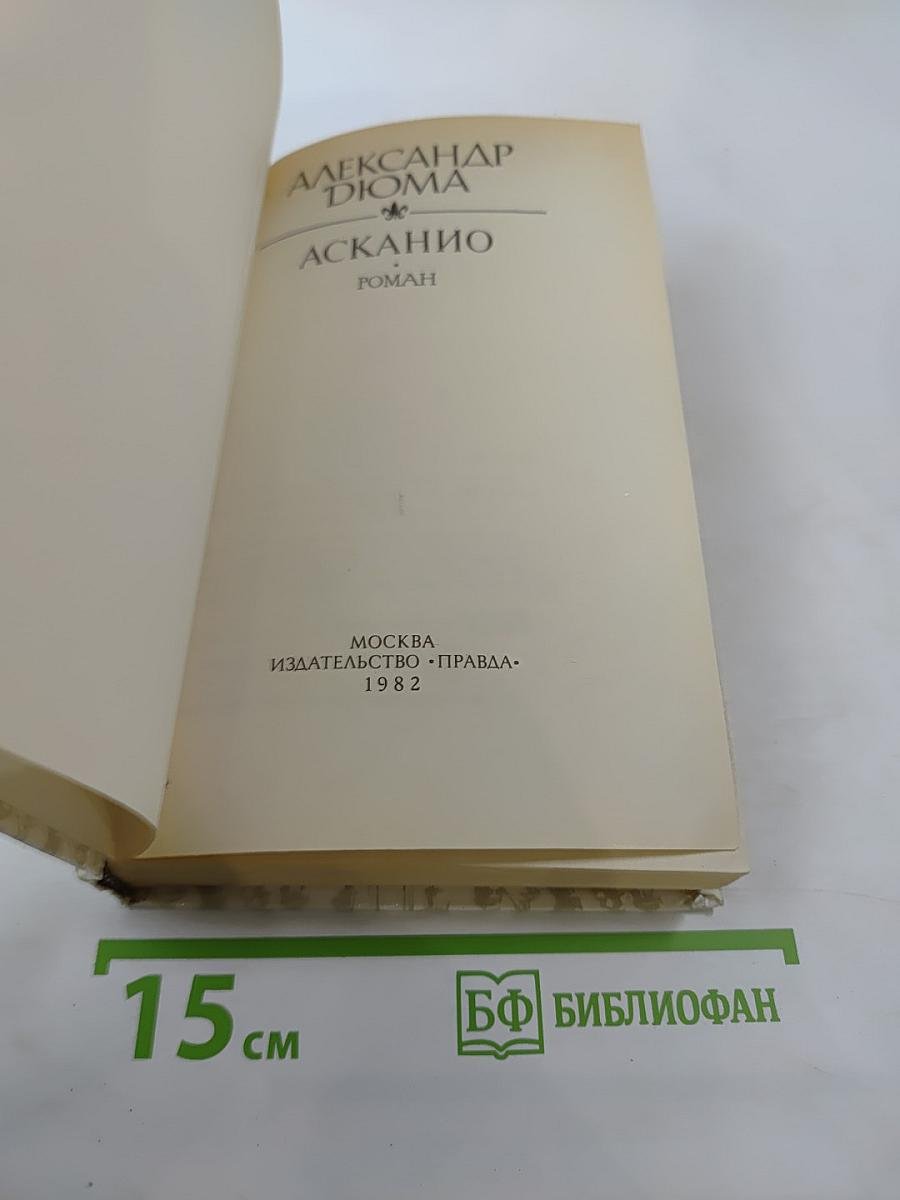 АЛЕКСАНДР
ДЮМА
АСКАНИО
РОМАН
МОСКВА
ИЗДАТЕЛЬСТВО •ПРАВДА•
1982
15 см
БФ БИБЛИОФАН